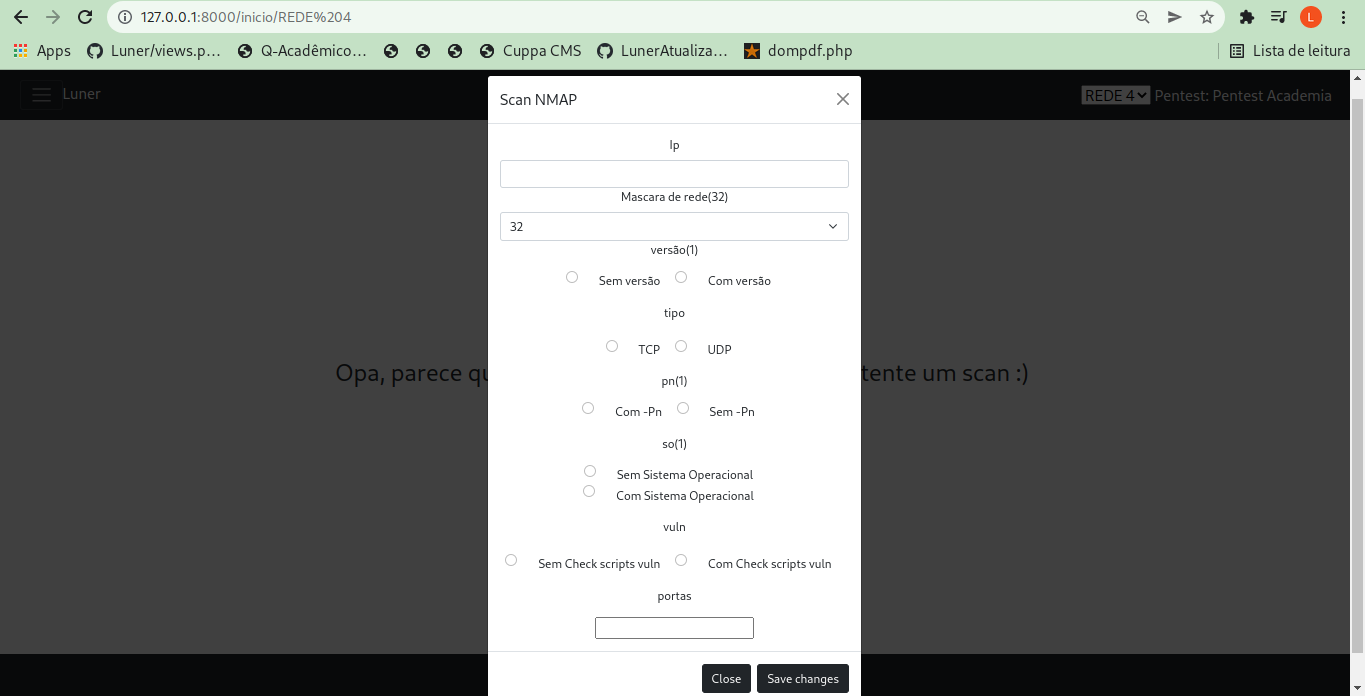 127.0.0.1:8000/inicio/REDE%204
L
Apps Luner/views.p... Q-Acadêmico... Cuppa CMS LunerAtualiza... dompdf.php Lista de leitura
Luner REDE 4 Pentest: Pentest Academia
Scan NMAP
Ip
Mascara de rede(32)
32
versão(1)
Sem versão Com versão
tipo
TCP UDP
Opa, parece qu tente um scan :)
pn(1)
Com -Pn Sem -Pn
so(1)
Sem Sistema Operacional
Com Sistema Operacional
vuln
Sem Check scripts vuln Com Check scripts vuln
portas
Close Save changes